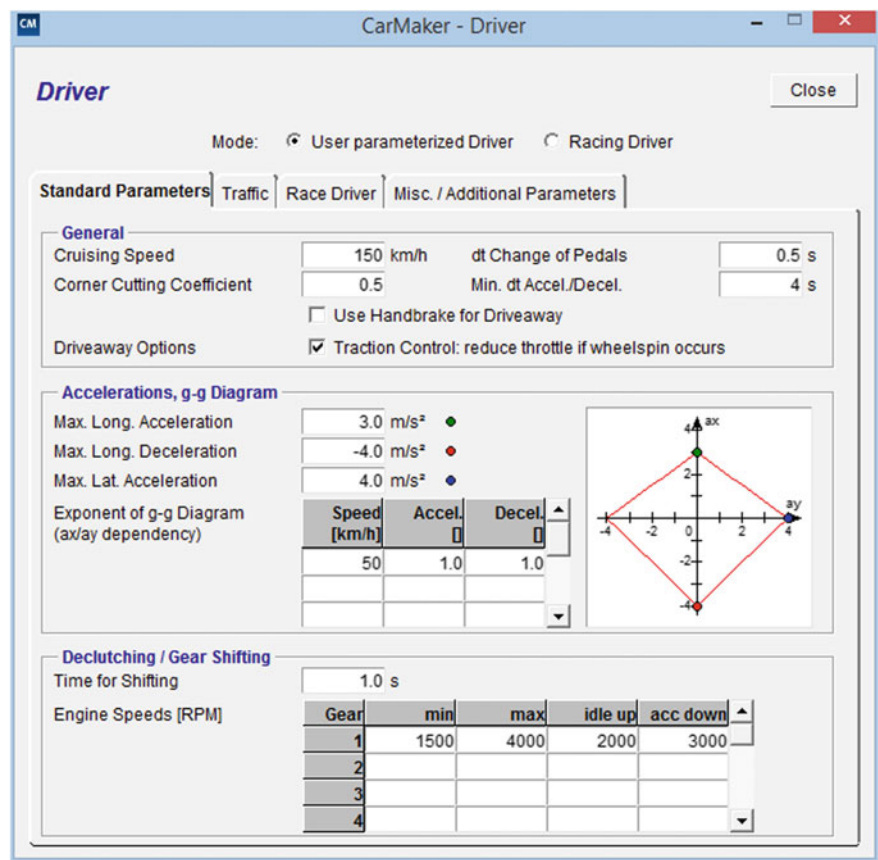 CM CarMaker - Driver
Driver Close
Mode: User parameterized Driver Racing Driver
Standard Parameters Traffic Race Driver Misc. / Additional Parameters
General
Cruising Speed 150 km/h dt Change of Pedals 0.5 s
Corner Cutting Coefficient 0.5 Min. dt Accel./Decel. 4 s
Use Handbrake for Driveaway
Driveaway Options Traction Control: reduce throttle if wheelspin occurs
Accelerations, g-g Diagram
Max. Long. Acceleration 3.0 m/s²
Max. Long. Deceleration -4.0 m/s²
Max. Lat. Acceleration 4.0 m/s²
Exponent of g-g Diagram
(ax/ay dependency)
Speed Accel. Decel.
[km/h] [] []
50 1.0 1.0
4 ax
2
ay
-4 -2 0 2 4
-2
-4
Declutching / Gear Shifting
Time for Shifting 1.0 s
Engine Speeds [RPM] Gear min max idle up acc down
1 1500 4000 2000 3000
2
3
4